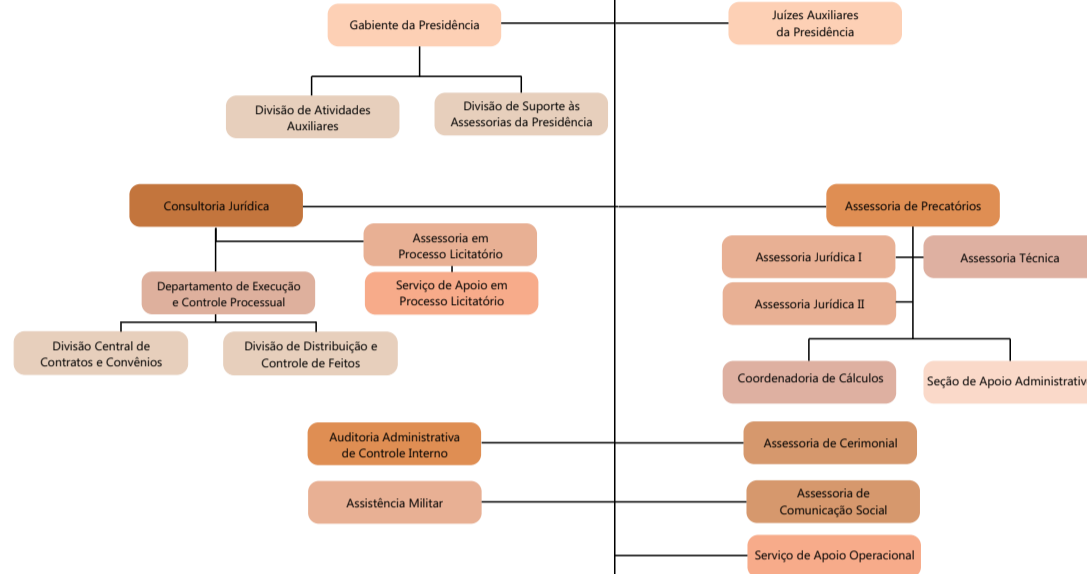 Gabiente da Presidência
Juízes Auxiliares
da Presidência
Divisão de Atividades
Auxiliares
Divisão de Suporte às
Assessorias da Presidência
Consultoria Jurídica
Assessoria de Precatórios
Assessoria em
Processo Licitatório
Serviço de Apoio em
Processo Licitatório
Departamento de Execução
e Controle Processual
Divisão Central de
Contratos e Convênios
Divisão de Distribuição e
Controle de Feitos
Assessoria Jurídica I
Assessoria Técnica
Assessoria Jurídica II
Coordenadoria de Cálculos
Seção de Apoio Administrativ
Auditoria Administrativa
de Controle Interno
Assessoria de Cerimonial
Assistência Militar
Assessoria de
Comunicação Social
Serviço de Apoio Operacional